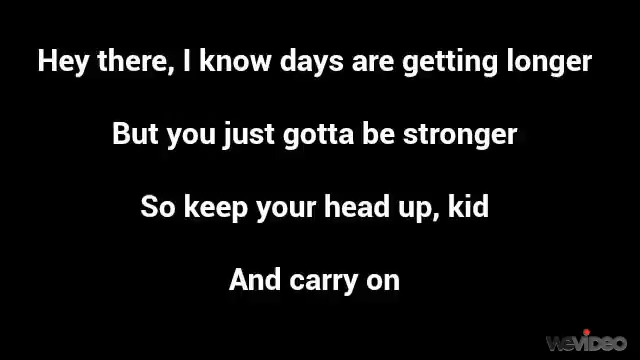 Hey there, I know days are getting longer
But you just gotta be stronger
So keep your head up, kid
And carry on
WEVIDEO